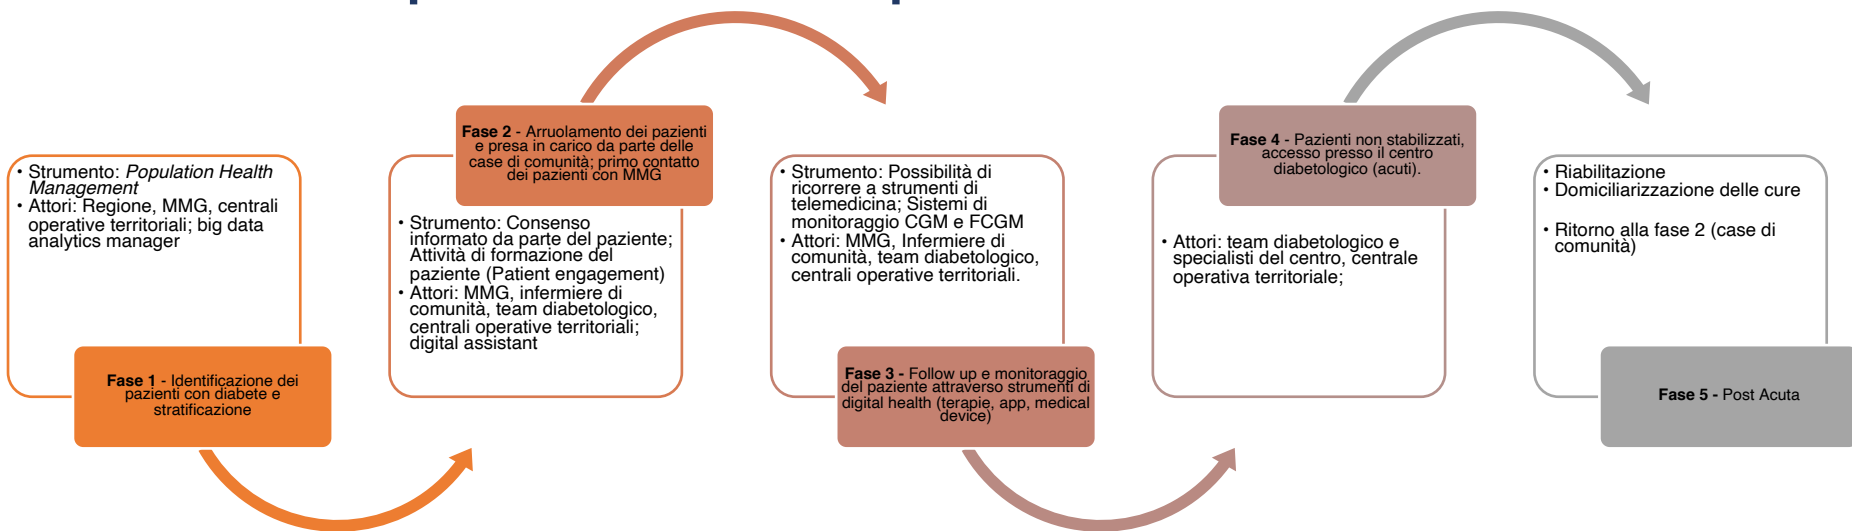 • Strumento: Population Health
Management
• Attori: Regione, MMG, centrali
operative territoriali; big data
analytics manager
Fase 1 - Identificazione dei
pazienti con diabete e
stratificazione
Fase 2 - Arruolamento dei pazienti
e presa in carico da parte delle
case di comunità; primo contatto
dei pazienti con MMG
• Strumento: Consenso
informato da parte del paziente;
Attività di formazione del
paziente (Patient engagement)
• Attori: MMG, infermiere di
comunità, team diabetologico,
centrali operative territoriali;
digital assistant
• Strumento: Possibilità di
ricorrere a strumenti di
telemedicina; Sistemi di
monitoraggio CGM e FCGM
• Attori: MMG, Infermiere di
comunità, team diabetologico,
centrali operative territoriali.
Fase 3 - Follow up e monitoraggio
del paziente attraverso strumenti di
digital health (terapie, app, medical
device)
Fase 4 - Pazienti non stabilizzati,
accesso presso il centro
diabetologico (acuti).
• Attori: team diabetologico e
specialisti del centro, centrale
operativa territoriale;
• Riabilitazione
• Domiciliarizzazione delle cure
• Ritorno alla fase 2 (case di
comunità)
Fase 5 - Post Acuta